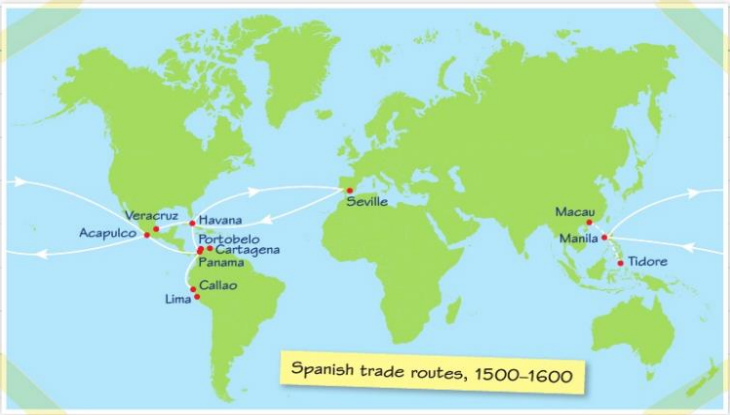 Veracruz
Havana
Acapulco
Portobelo
Cartagena
Panama
Callao
Lima
Seville
Macau
Manila
Tidore
Spanish trade routes, 1500–1600